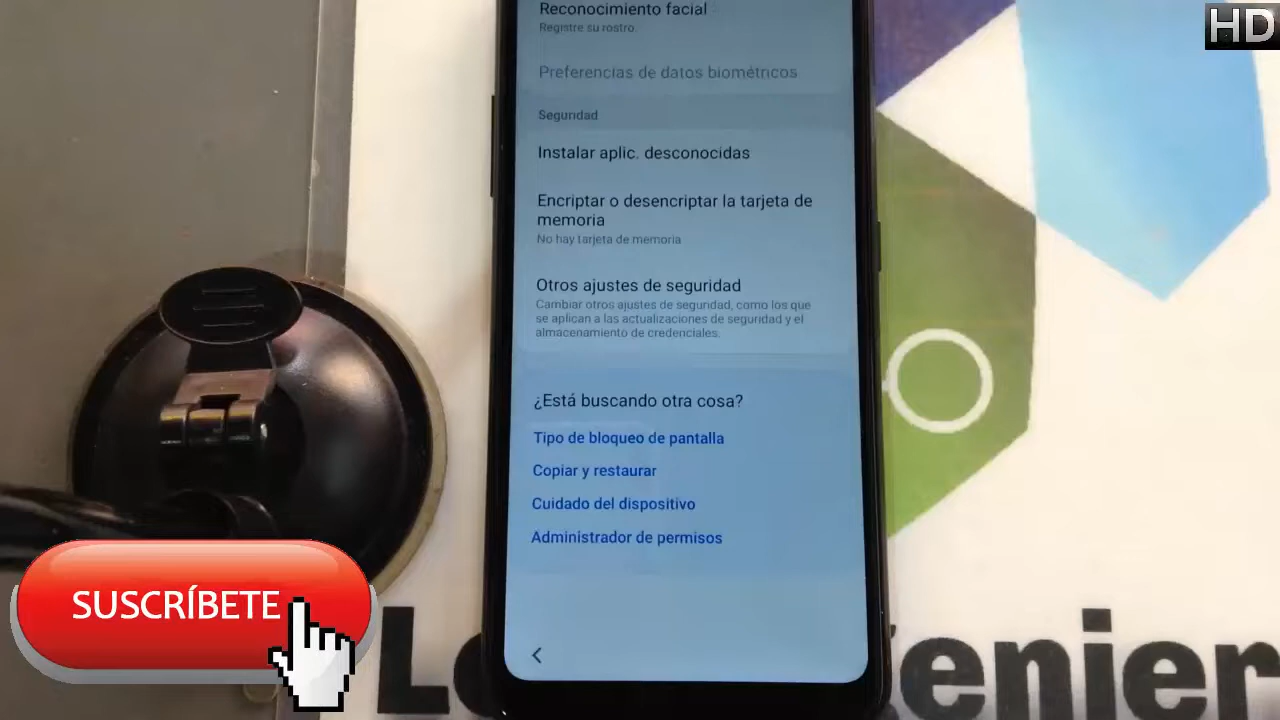 HD
Reconocimiento facial
Registre su rostro.
Preferencias de datos biométricos
Seguridad
Instalar aplic. desconocidas
Encriptar o desencriptar la tarjeta de
memoria
No hay tarjeta de memoria
Otros ajustes de seguridad
Cambiar otros ajustes de seguridad, como los que
se aplican a las actualizaciones de seguridad y el
almacenamiento de credenciales.
¿Está buscando otra cosa?
Tipo de bloqueo de pantalla
Copiar y restaurar
Cuidado del dispositivo
Administrador de permisos
SUSCRÍBETE